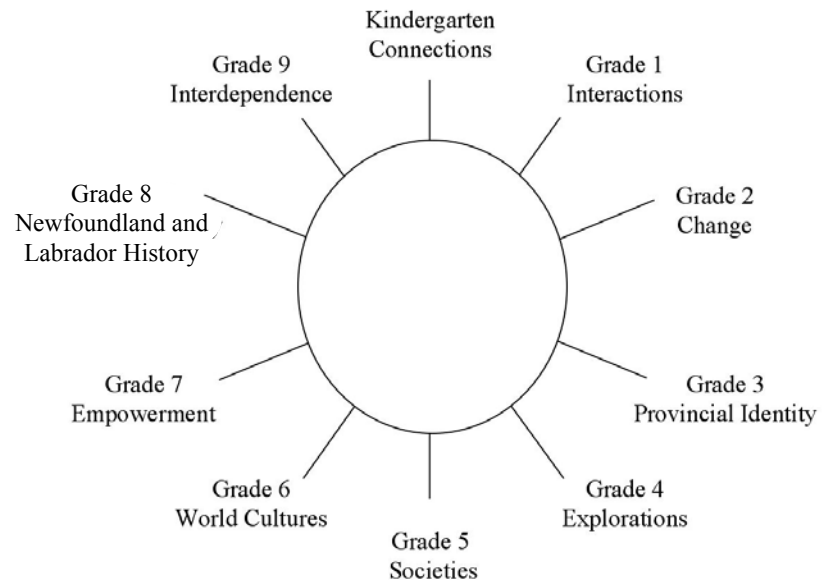 Kindergarten
Connections
Grade 1
Interactions
Grade 2
Change
Grade 3
Provincial Identity
Grade 4
Explorations
Grade 5
Societies
Grade 6
World Cultures
Grade 7
Empowerment
Grade 8
Newfoundland and
Labrador History
Grade 9
Interdependence